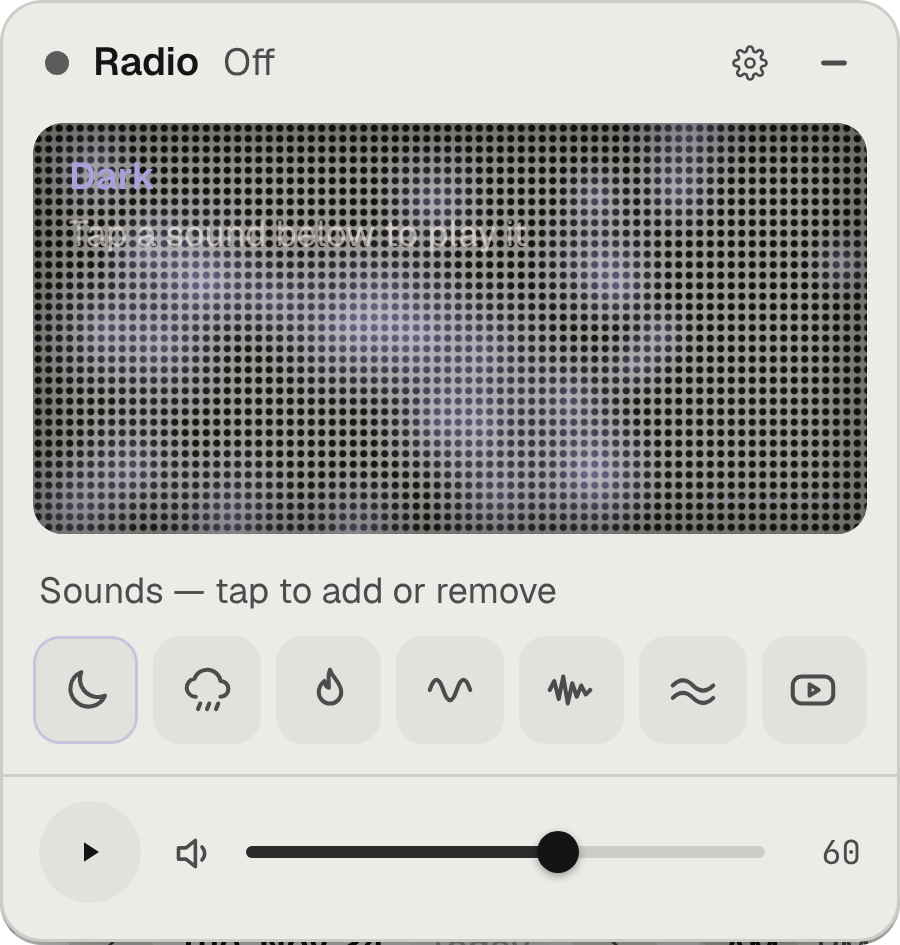 Radio Off
Dark
Tap a sound below to play it
Sounds — tap to add or remove
60